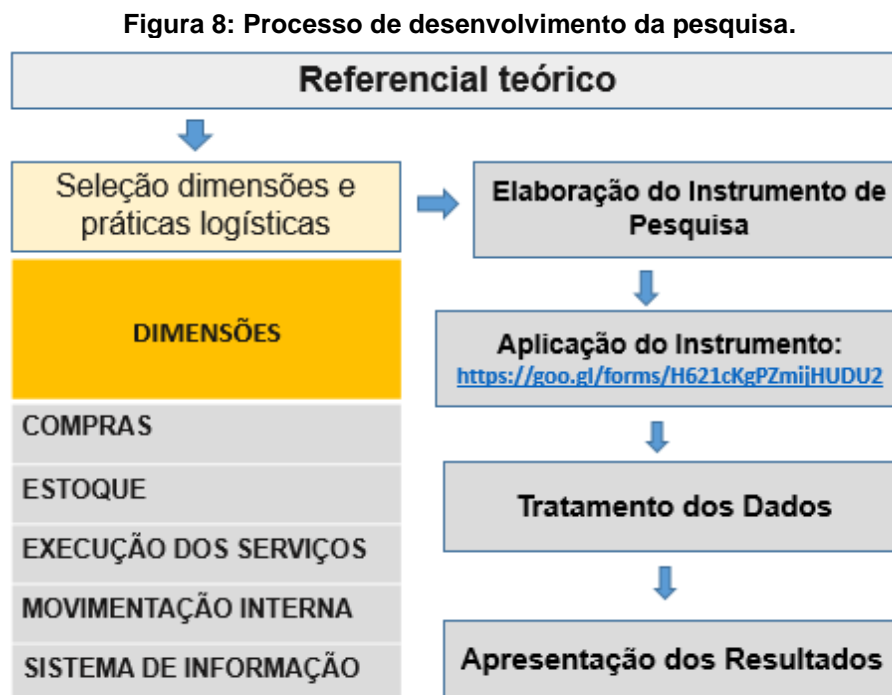 Figura 8: Processo de desenvolvimento da pesquisa.
Referencial teórico
Seleção dimensões e
práticas logísticas
DIMENSÕES
COMPRAS
ESTOQUE
EXECUÇÃO DOS SERVIÇOS
MOVIMENTAÇÃO INTERNA
SISTEMA DE INFORMAÇÃO
Elaboração do Instrumento de
Pesquisa
Aplicação do Instrumento:
https://goo.gl/forms/H621cKgPZmijHUDU2
Tratamento dos Dados
Apresentação dos Resultados